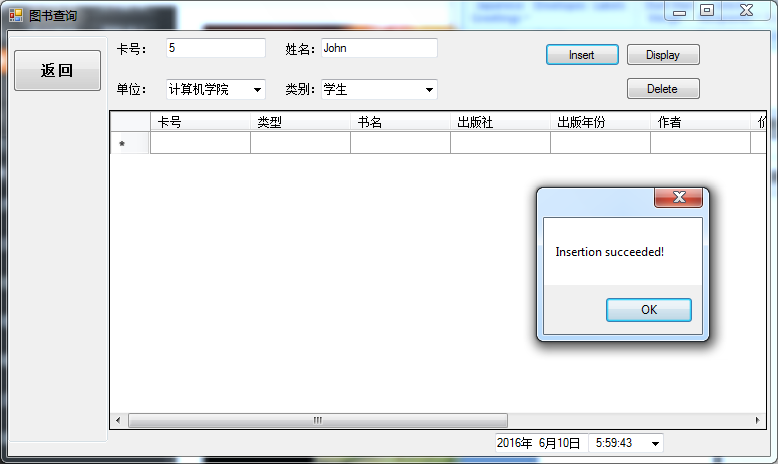 图书查询
返回
卡号： 5 姓名： John Insert Display
单位： 计算机学院 类别： 学生 Delete
卡号 类型 书名 出版社 出版年份 作者
*
Insertion succeeded!
OK
2016年 6月10日 5:59:43